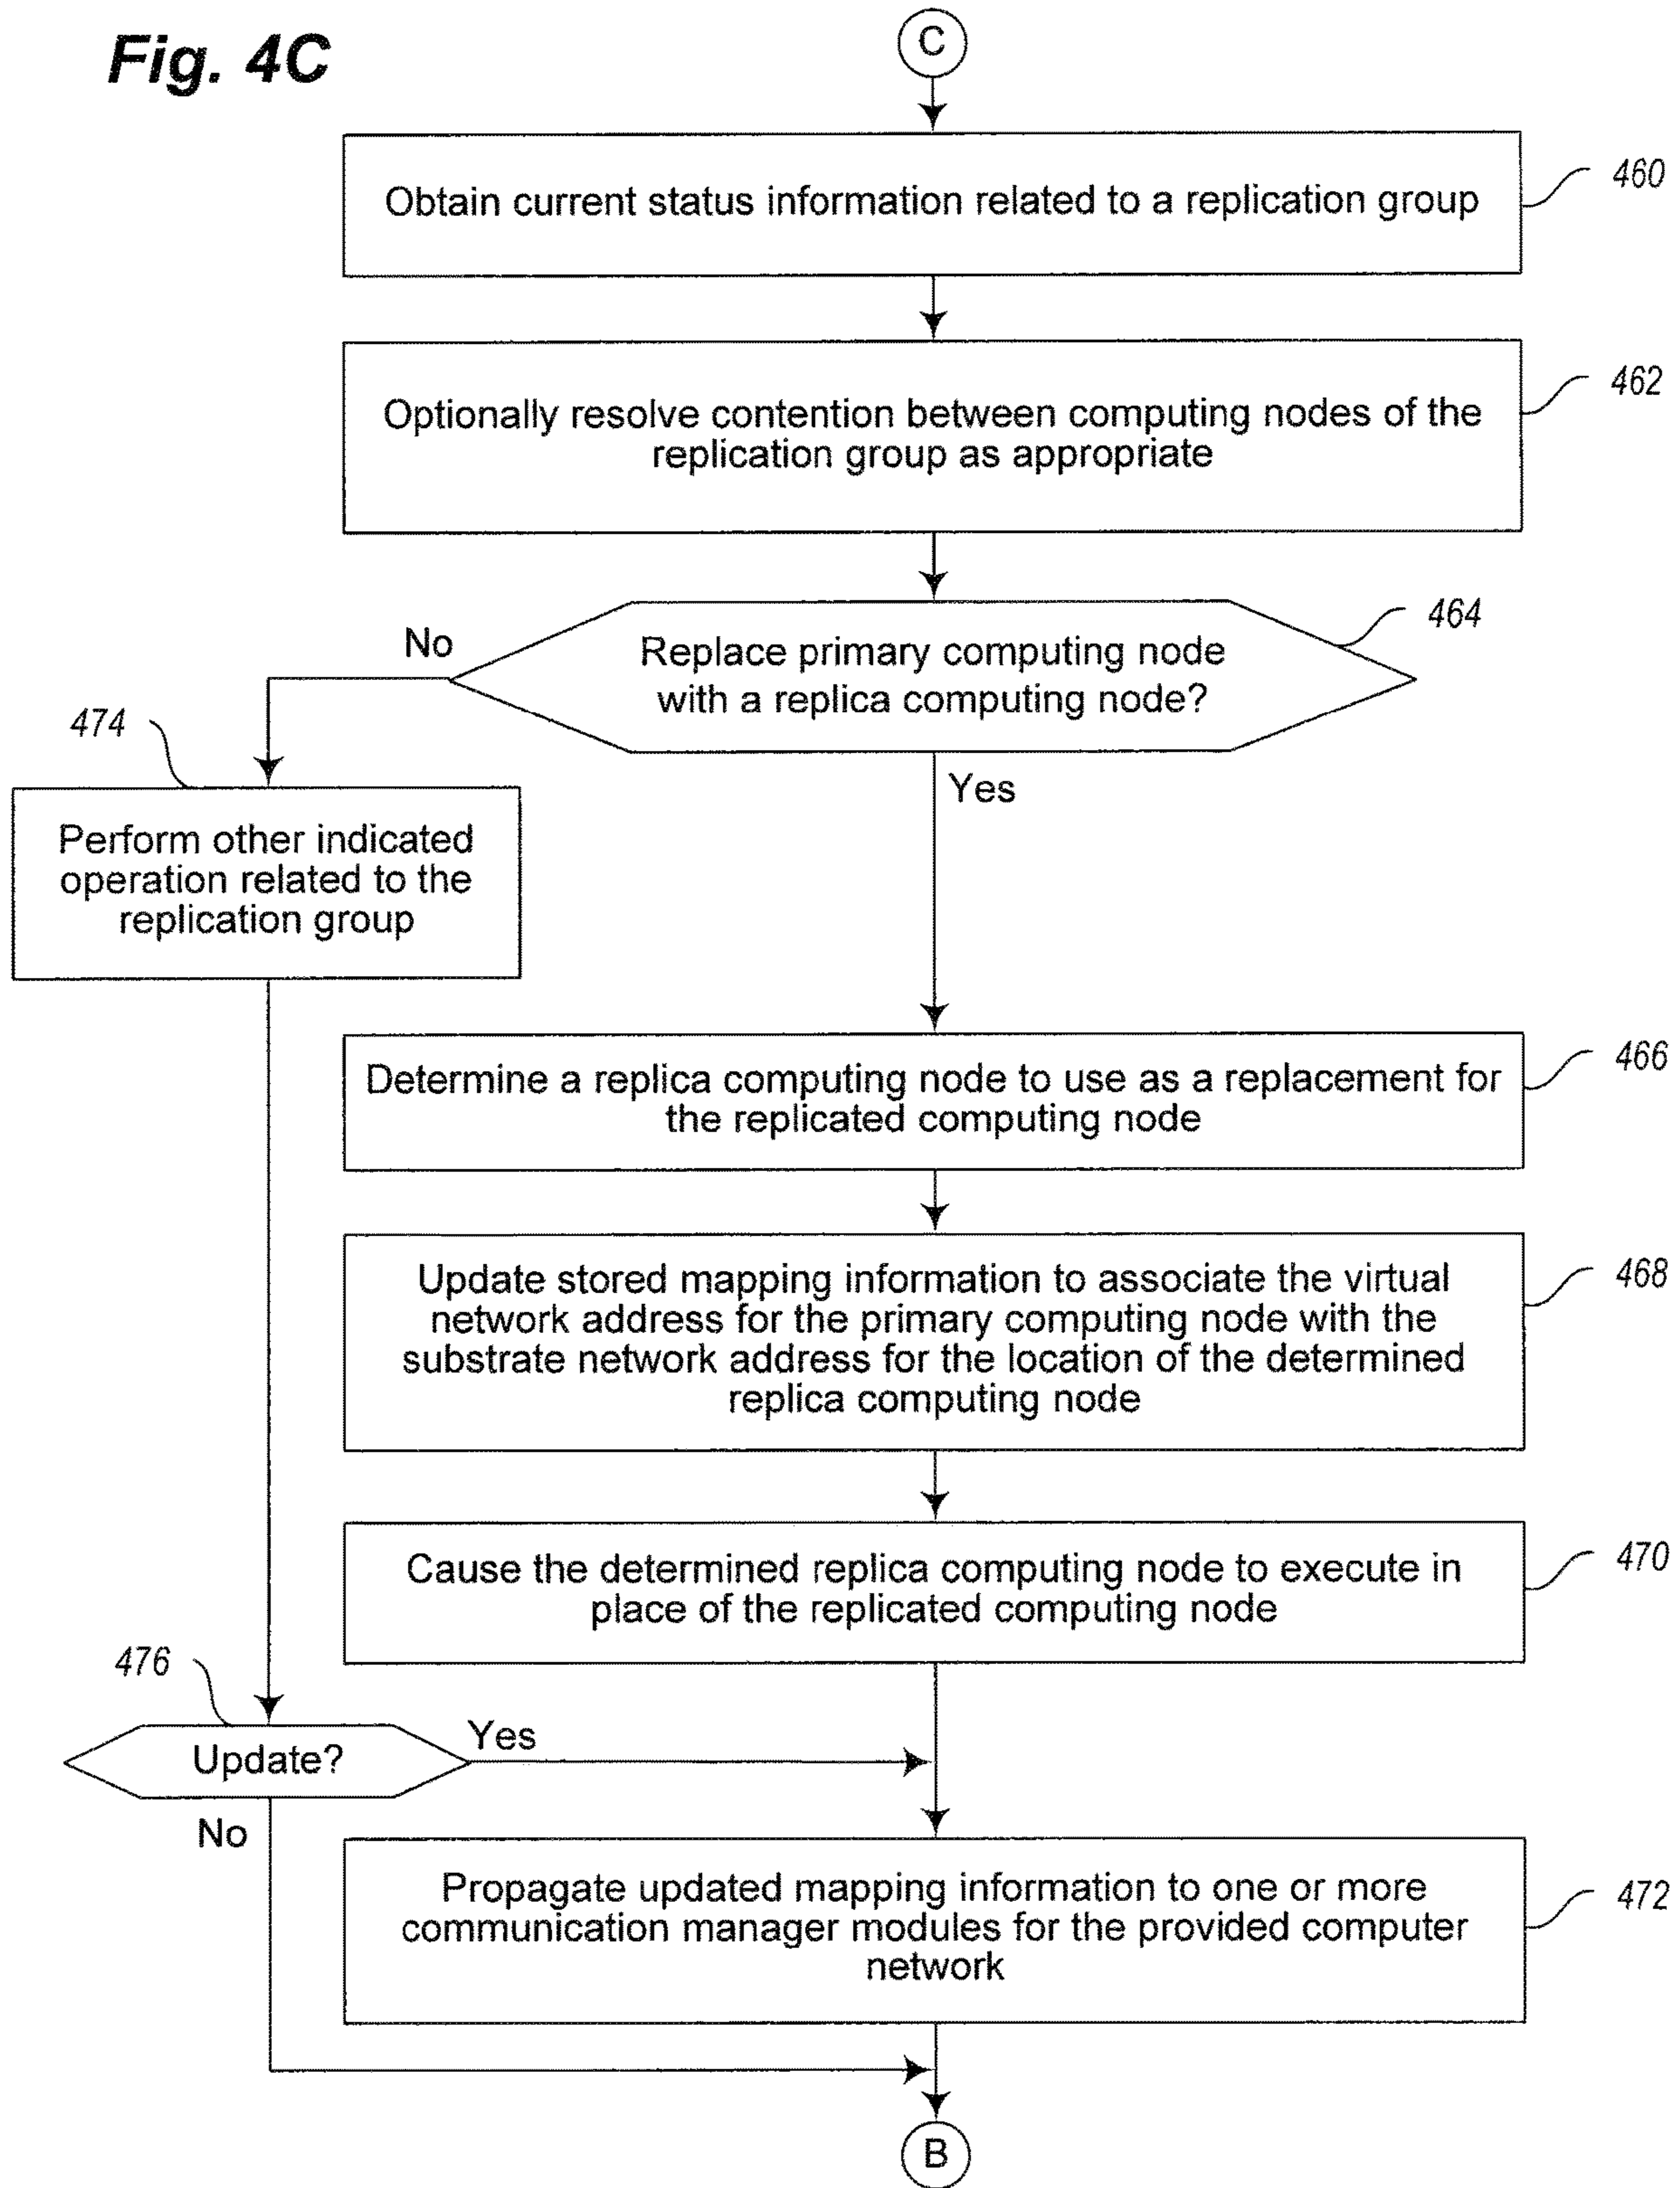 Fig. 4C
C
Obtain current status information related to a replication group
460
Optionally resolve contention between computing nodes of the
replication group as appropriate
462
Replace primary computing node
with a replica computing node?
464
No
Yes
474
Perform other indicated
operation related to the
replication group
Determine a replica computing node to use as a replacement for
the replicated computing node
466
Update stored mapping information to associate the virtual
network address for the primary computing node with the
substrate network address for the location of the determined
replica computing node
468
Cause the determined replica computing node to execute in
place of the replicated computing node
470
476
Update?
Yes
No
Propagate updated mapping information to one or more
communication manager modules for the provided computer
network
472
B